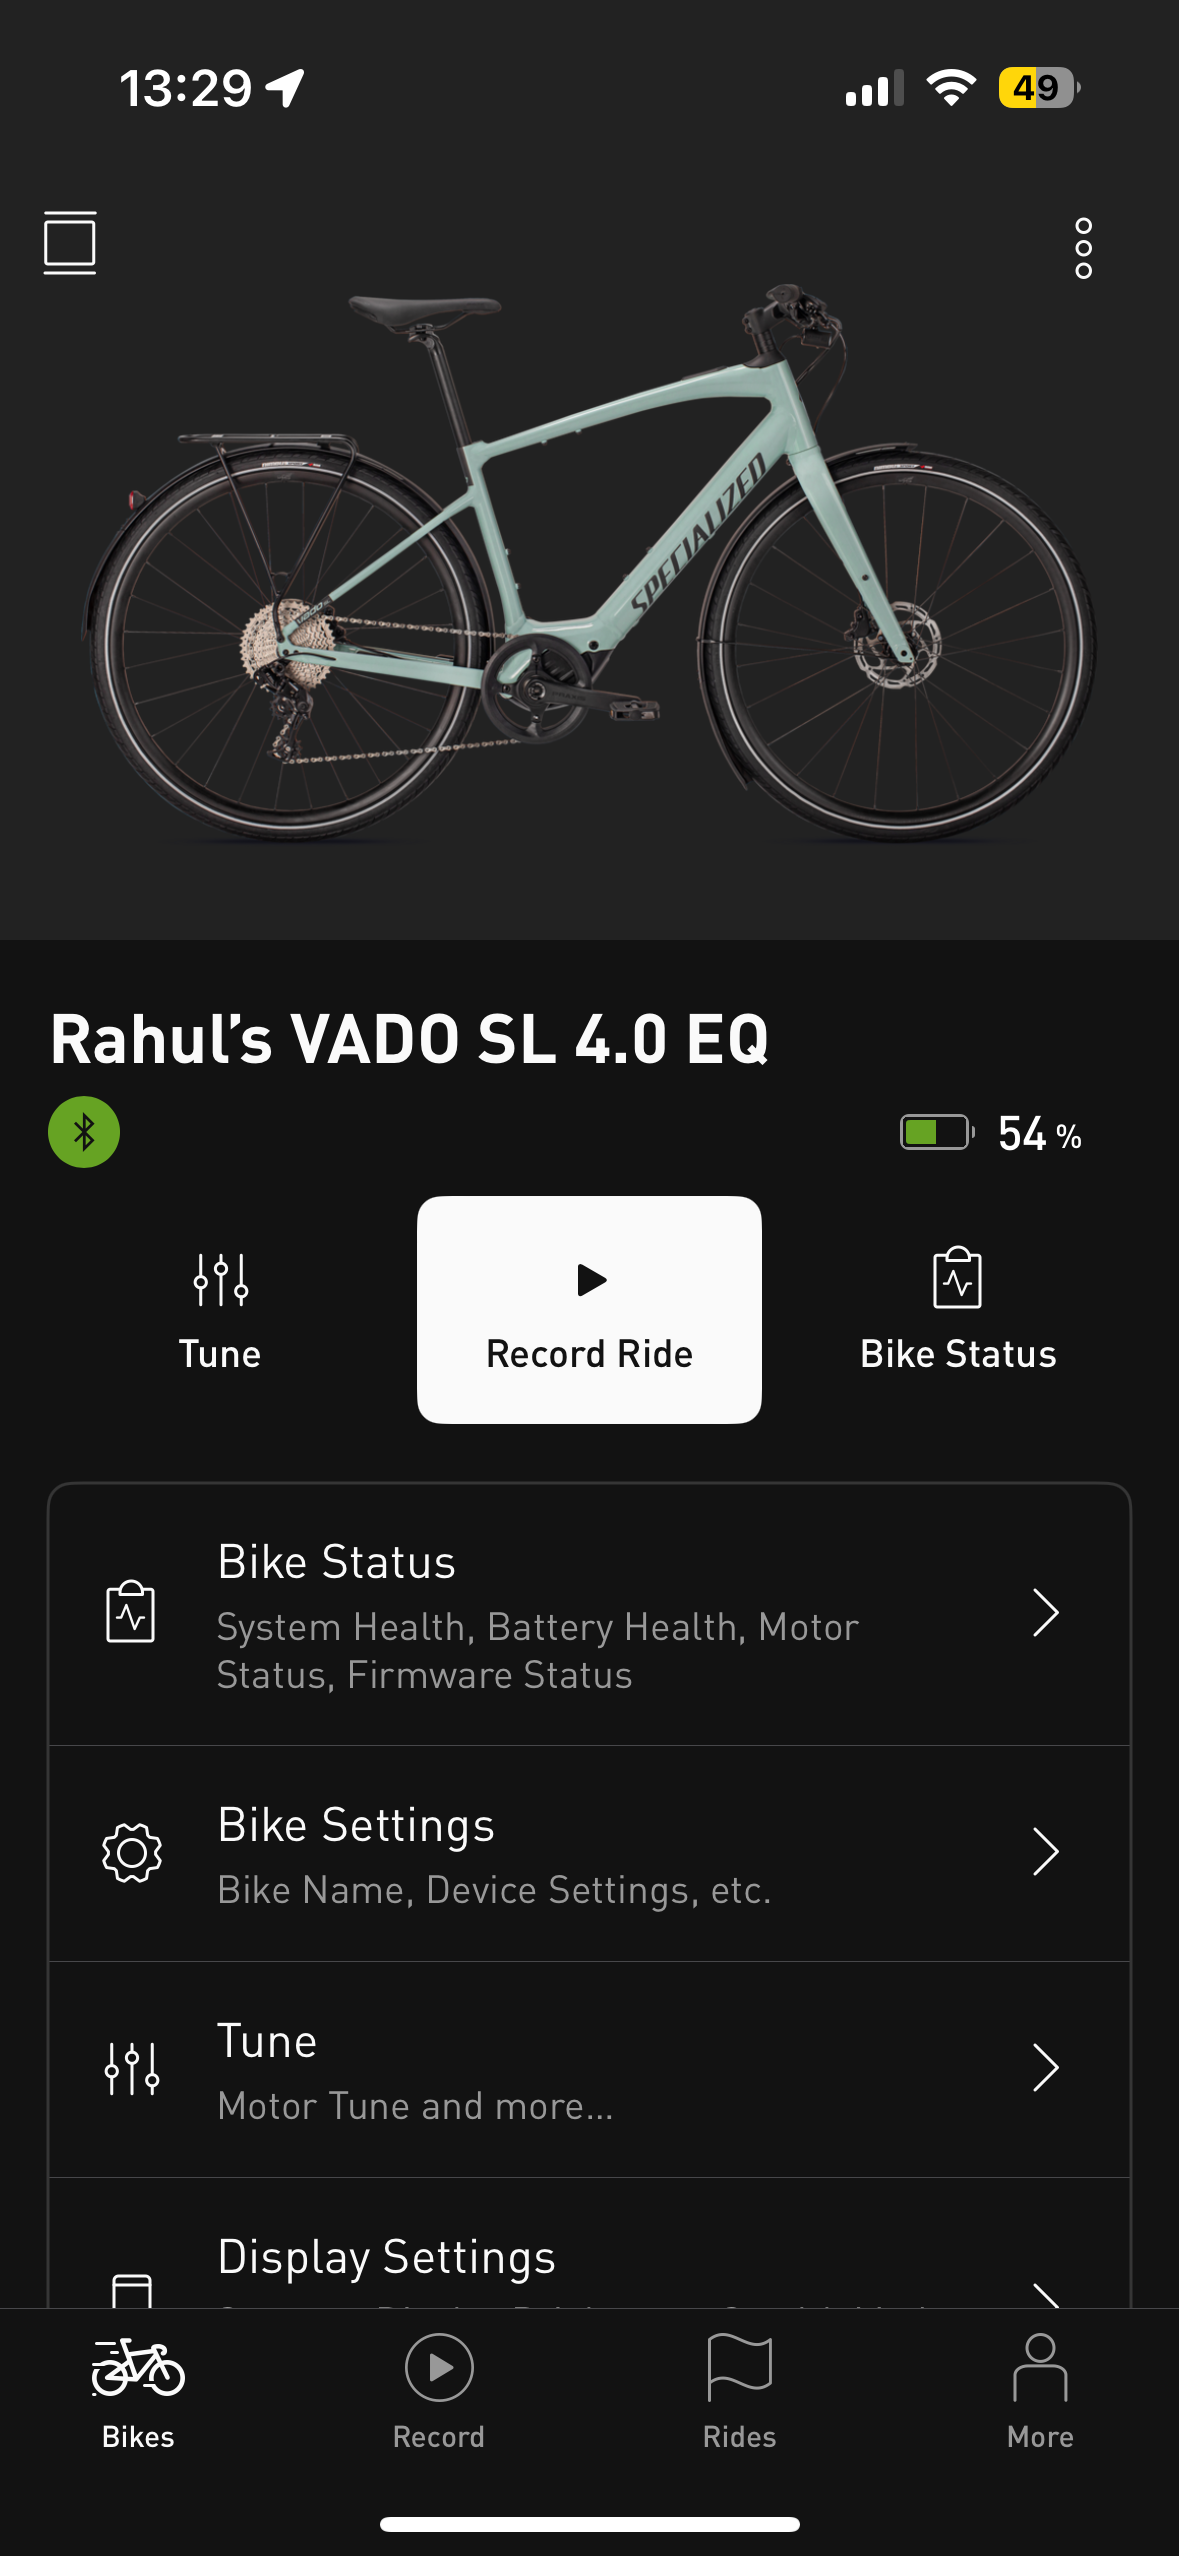 13:29
49
SPECIALIZED
Rahul’s VADO SL 4.0 EQ
54 %
Tune
Record Ride
Bike Status
Bike Status
System Health, Battery Health, Motor
Status, Firmware Status
Bike Settings
Bike Name, Device Settings, etc.
Tune
Motor Tune and more...
Display Settings
Bikes
Record
Rides
More